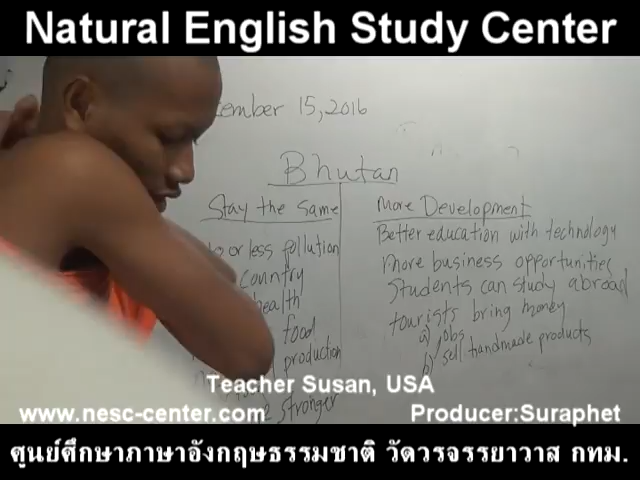 Natural English Study Center
cember 15, 2016
Bhutan
Stay the same
or less pollution
country
health
food
production
stronger
More Development
Better education with technology
More business opportunities
Students can study abroad
tourists bring money
a) jobs
b) sell handmade products
Teacher Susan, USA
www.nesc-center.com
Producer:Suraphet
ศูนย์ศึกษาภาษาอังกฤษธรรมชาติ วัดวรจรรยาวาส กทม.